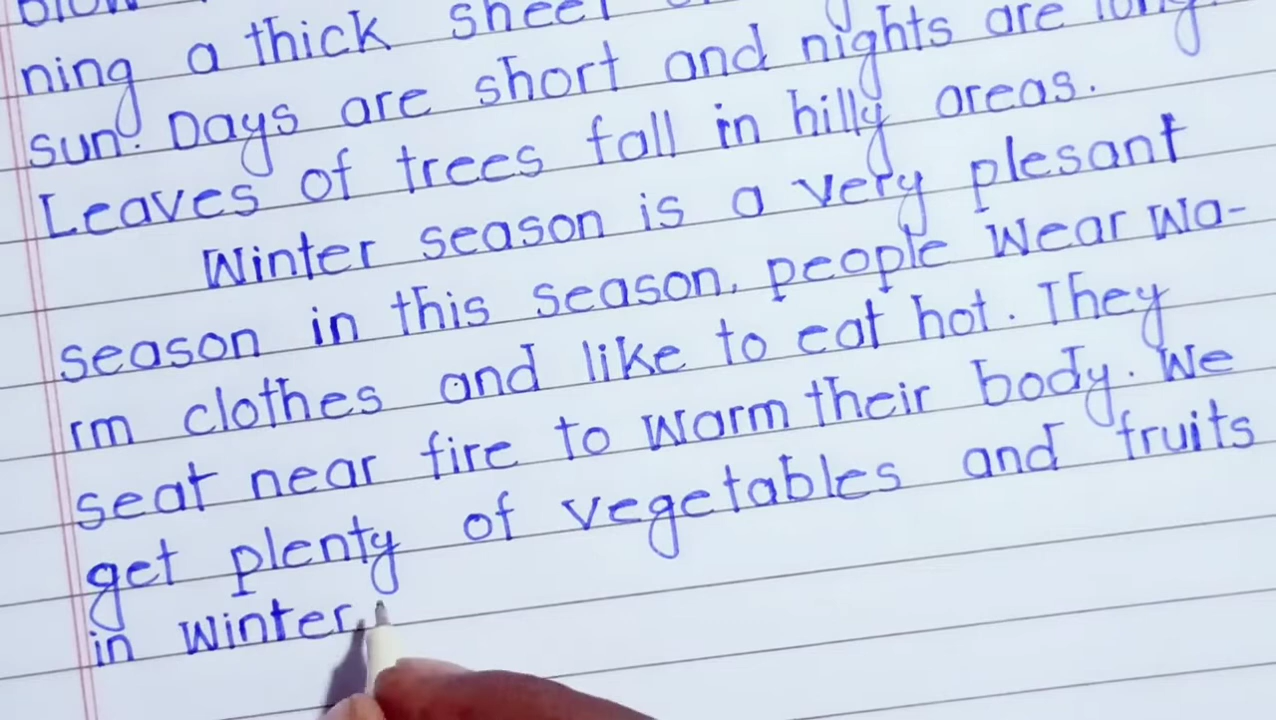 ning a thick sheet
sun. Days are short and nights are long.
Leaves of trees fall in hilly areas.
Winter season is a very plesant
season in this season. people wear wa-
rm clothes and like to eat hot. They
seat near fire to warm their body. We
get plenty of vegetables and fruits
in winter.